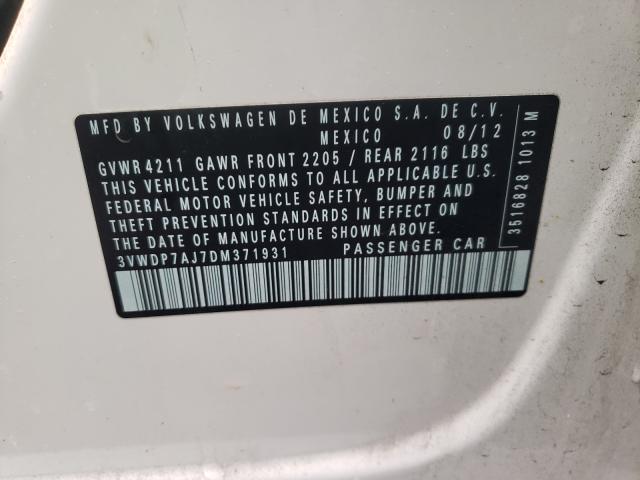 MFD BY VOLKSWAGEN DE MEXICO S.A. DE C.V.
MEXICO 08/12
GVWR 4211 GAWR FRONT 2205 / REAR 2116 LBS
THIS VEHICLE CONFORMS TO ALL APPLICABLE U.S.
FEDERAL MOTOR VEHICLE SAFETY, BUMPER AND
THEFT PREVENTION STANDARDS IN EFFECT ON
DATE OF MANUFACTURE SHOWN ABOVE.
3VWDP7AJ7DM371931 PASSENGER CAR
3516828 1013 M